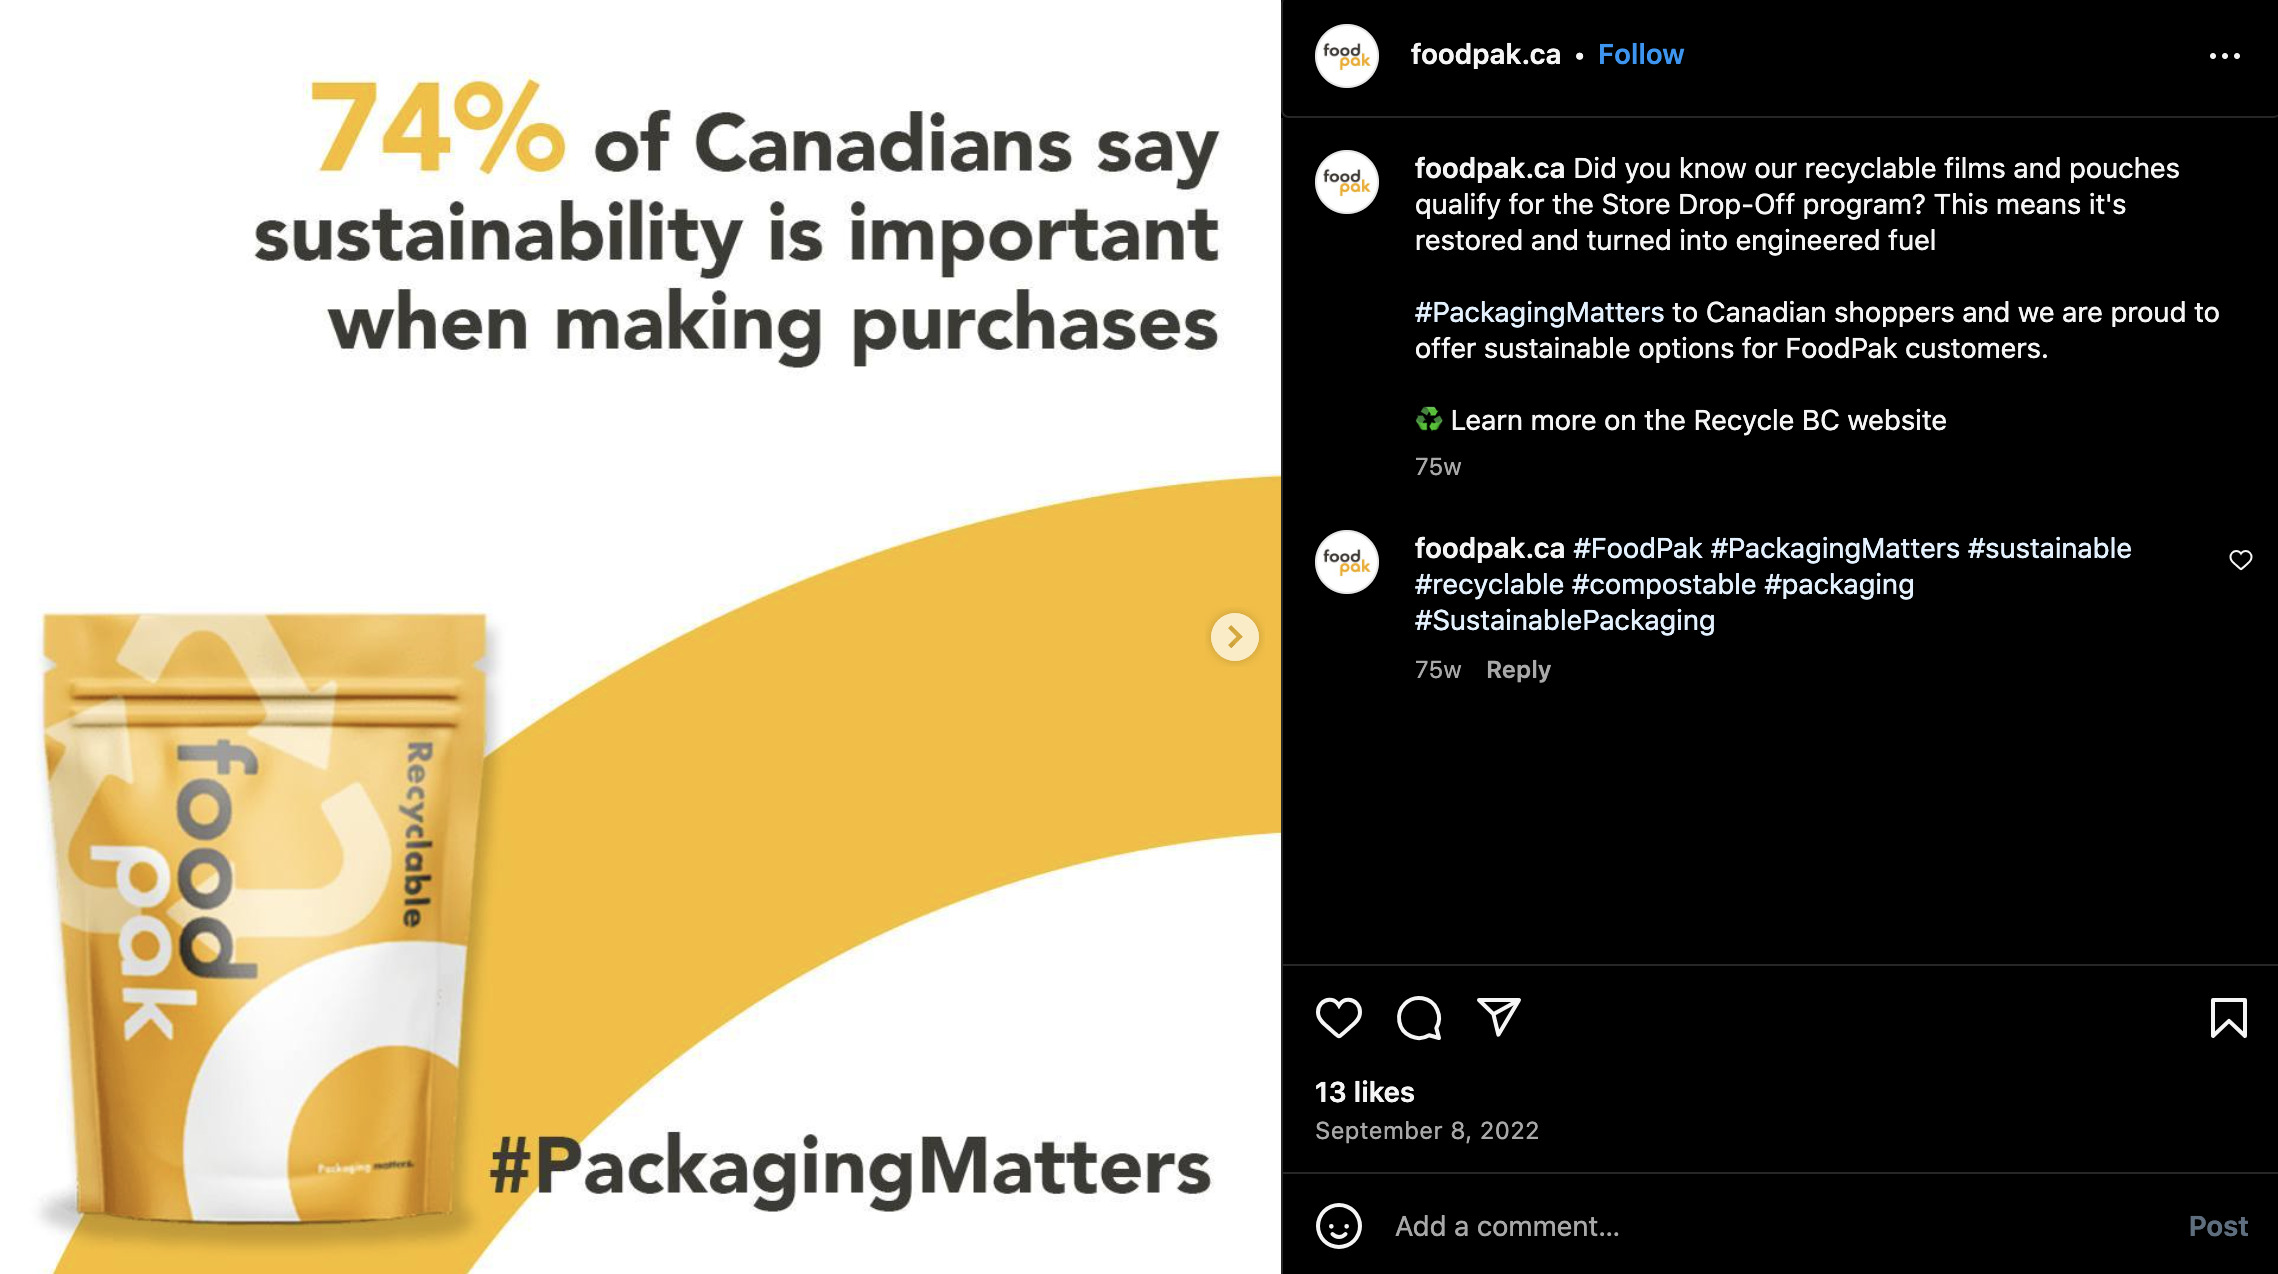 74% of Canadians say
sustainability is important
when making purchases
Recyclable
food
pak
Packaging matters.
#PackagingMatters
food
pak
foodpak.ca • Follow
food
pak
foodpak.ca Did you know our recyclable films and pouches
qualify for the Store Drop-Off program? This means it's
restored and turned into engineered fuel
#PackagingMatters to Canadian shoppers and we are proud to
offer sustainable options for FoodPak customers.
♻️ Learn more on the Recycle BC website
75w
food
pak
foodpak.ca #FoodPak #PackagingMatters #sustainable
#recyclable #compostable #packaging
#SustainablePackaging
75w Reply
13 likes
September 8, 2022
Add a comment...
Post